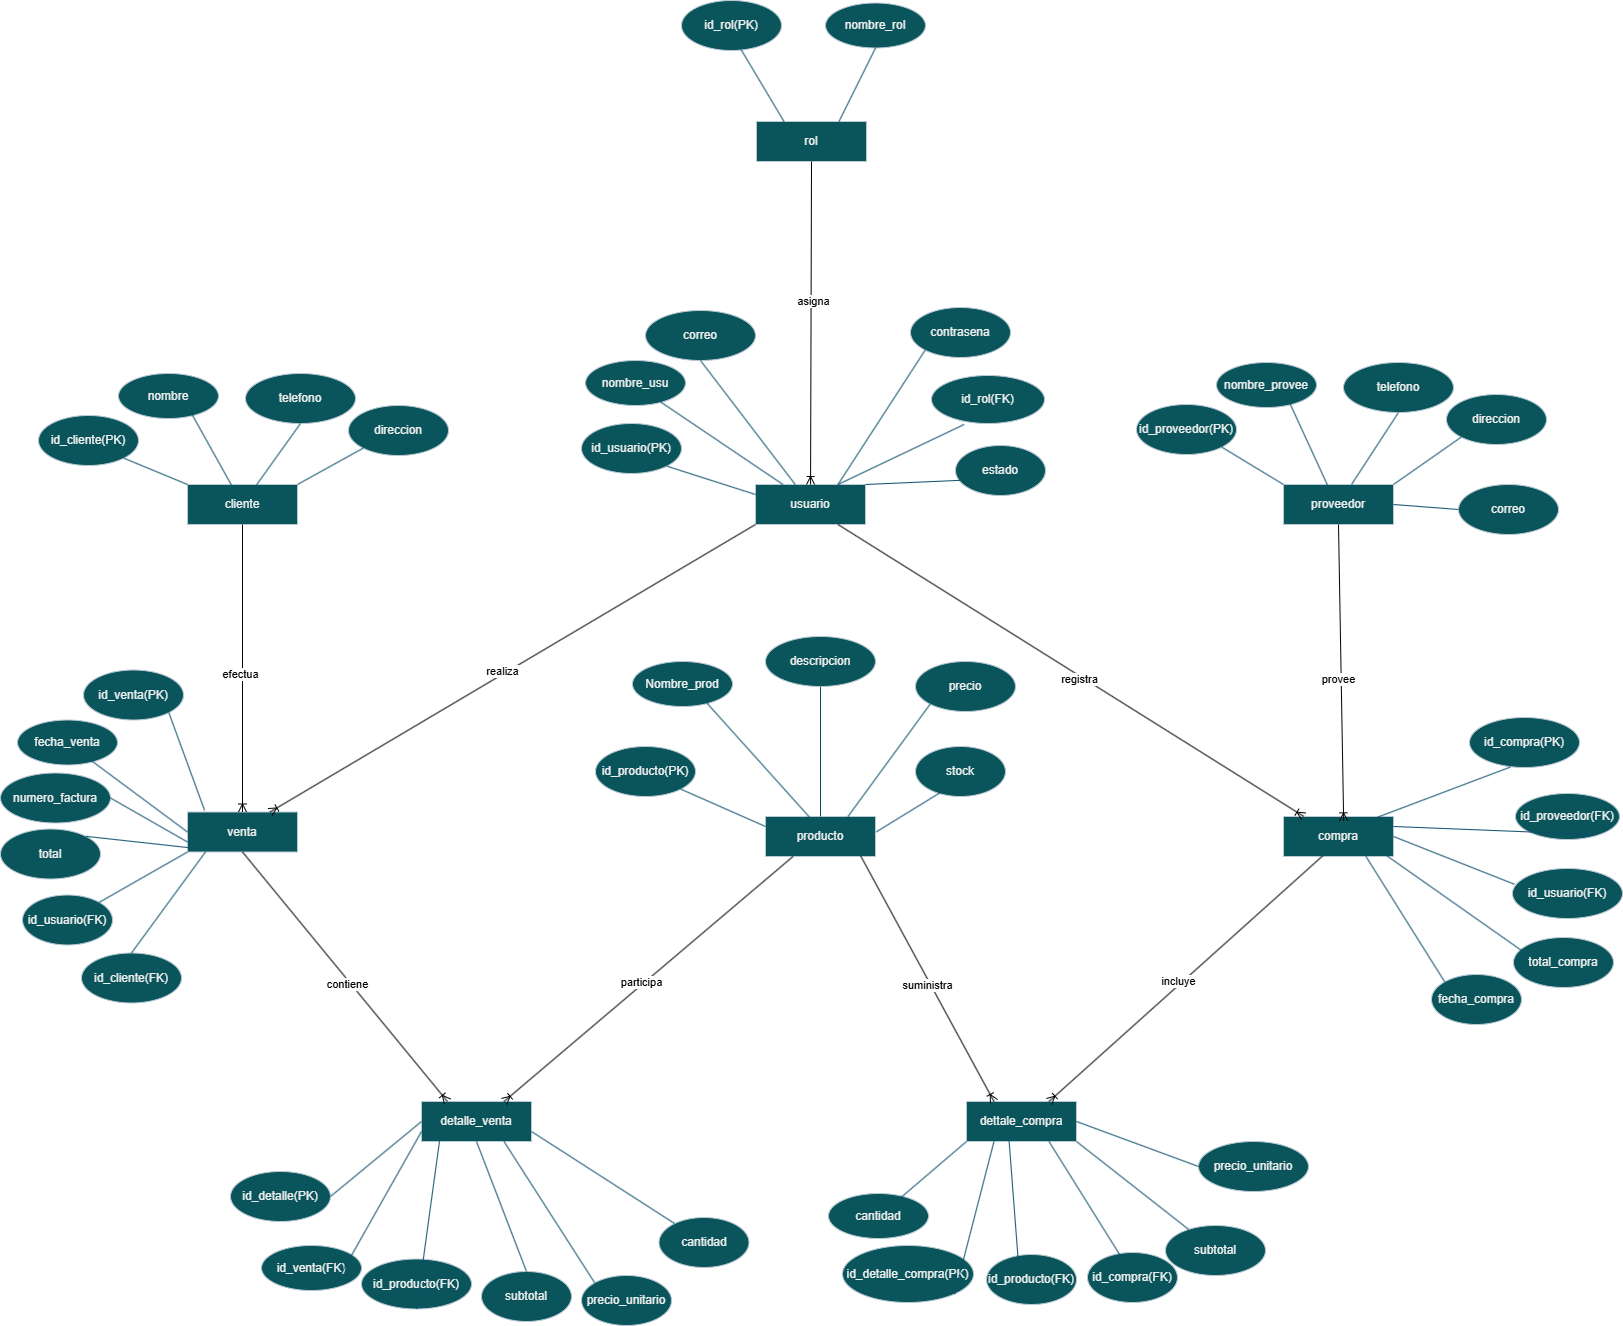 id_rol(PK)
nombre_rol
rol
asigna
correo
contrasena
nombre_usu
id_rol(FK)
id_usuario(PK)
estado
usuario
nombre
telefono
id_cliente(PK)
direccion
cliente
nombre_provee
telefono
id_proveedor(PK)
direccion
proveedor
correo
efectua
realiza
registra
provee
id_venta(PK)
fecha_venta
numero_factura
total
venta
id_usuario(FK)
id_cliente(FK)
descripcion
Nombre_prod
precio
id_producto(PK)
stock
producto
id_compra(PK)
id_proveedor(FK)
compra
id_usuario(FK)
total_compra
fecha_compra
contiene
participa
suministra
incluye
detalle_venta
id_detalle(PK)
id_venta(FK)
id_producto(FK)
subtotal
precio_unitario
cantidad
dettale_compra
precio_unitario
cantidad
subtotal
id_detalle_compra(PK)
id_producto(FK)
id_compra(FK)